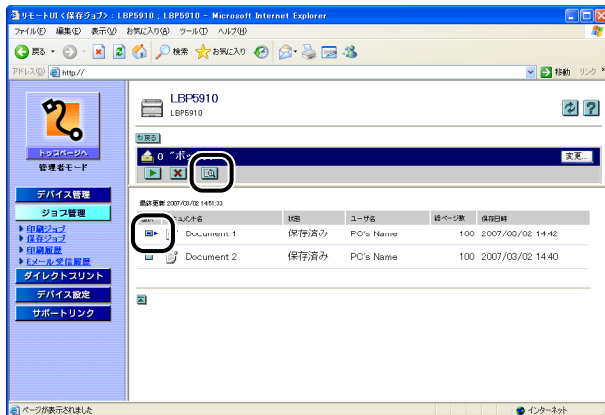 リモートUI <保存ジョブ> : LBP5910 ; LBP5910 - Microsoft Internet Explorer
ファイル(F) 編集(E) 表示(V) お気に入り(A) ツール(T) ヘルプ(H)
戻る 検索 お気に入り
アドレス(D) http:// 移動 リンク
LBP5910
LBP5910
トップページへ
管理者モード
戻る
0 "ボッ
変更...
デバイス管理
ジョブ管理
印刷ジョブ
保存ジョブ
印刷履歴
Eメール受信履歴
ダイレクトプリント
デバイス設定
サポートリンク
最終更新 2007/03/02 14:51:33
ドキュメント名 状態 ユーザ名 総ページ数 保存日時
Document 1 保存済み PC's Name 100 2007/03/02 14:42
Document 2 保存済み PC's Name 100 2007/03/02 14:40
ページが表示されました インターネット